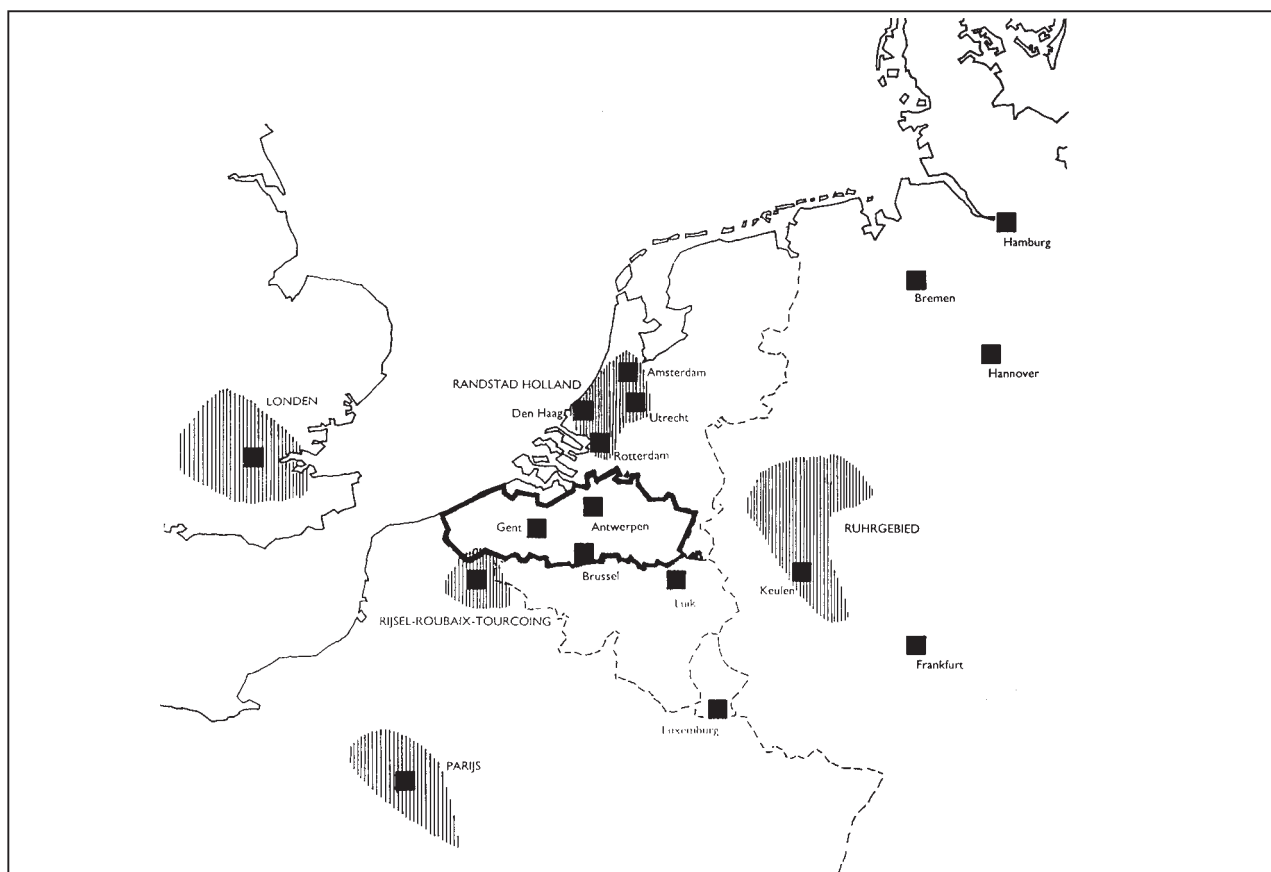 Hamburg
Bremen
Hannover
Amsterdam
RANDSTAD HOLLAND
LONDEN
Den Haag
Utrecht
Rotterdam
Gent
Antwerpen
RUHRGEBIED
Brussel
Luik
Keulen
RIJSEL-ROUBAIX-TOURCOING
Frankfurt
Luxemburg
PARIJS